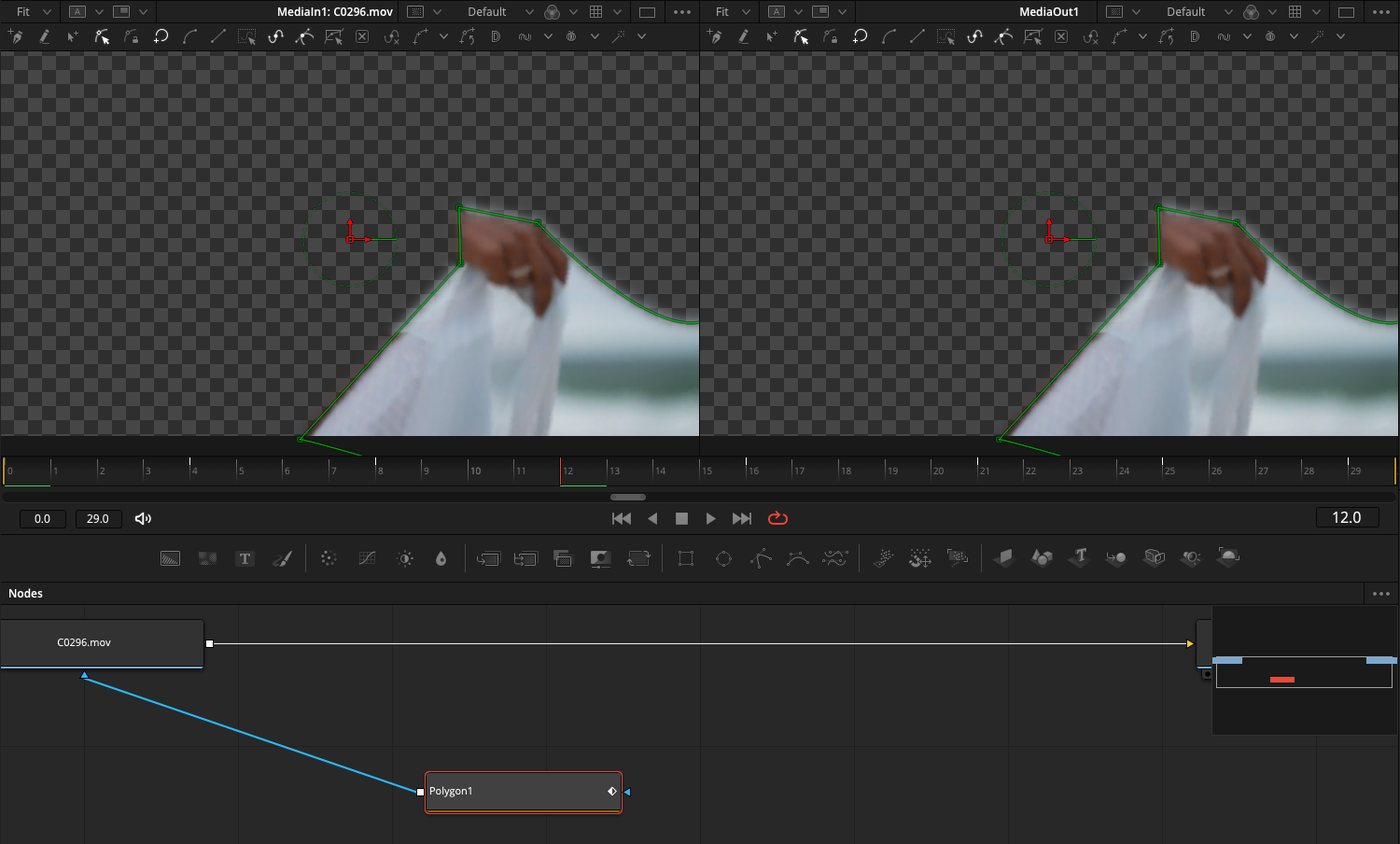 Fit A MediaIn1: C0296.mov Default
Fit A MediaOut1 Default
0 1 2 3 4 5 6 7 8 9 10 11 12 13 14 15 16 17 18 19 20 21 22 23 24 25 26 27 28 29
0.0 29.0 12.0
T T
Nodes
C0296.mov
Polygon1